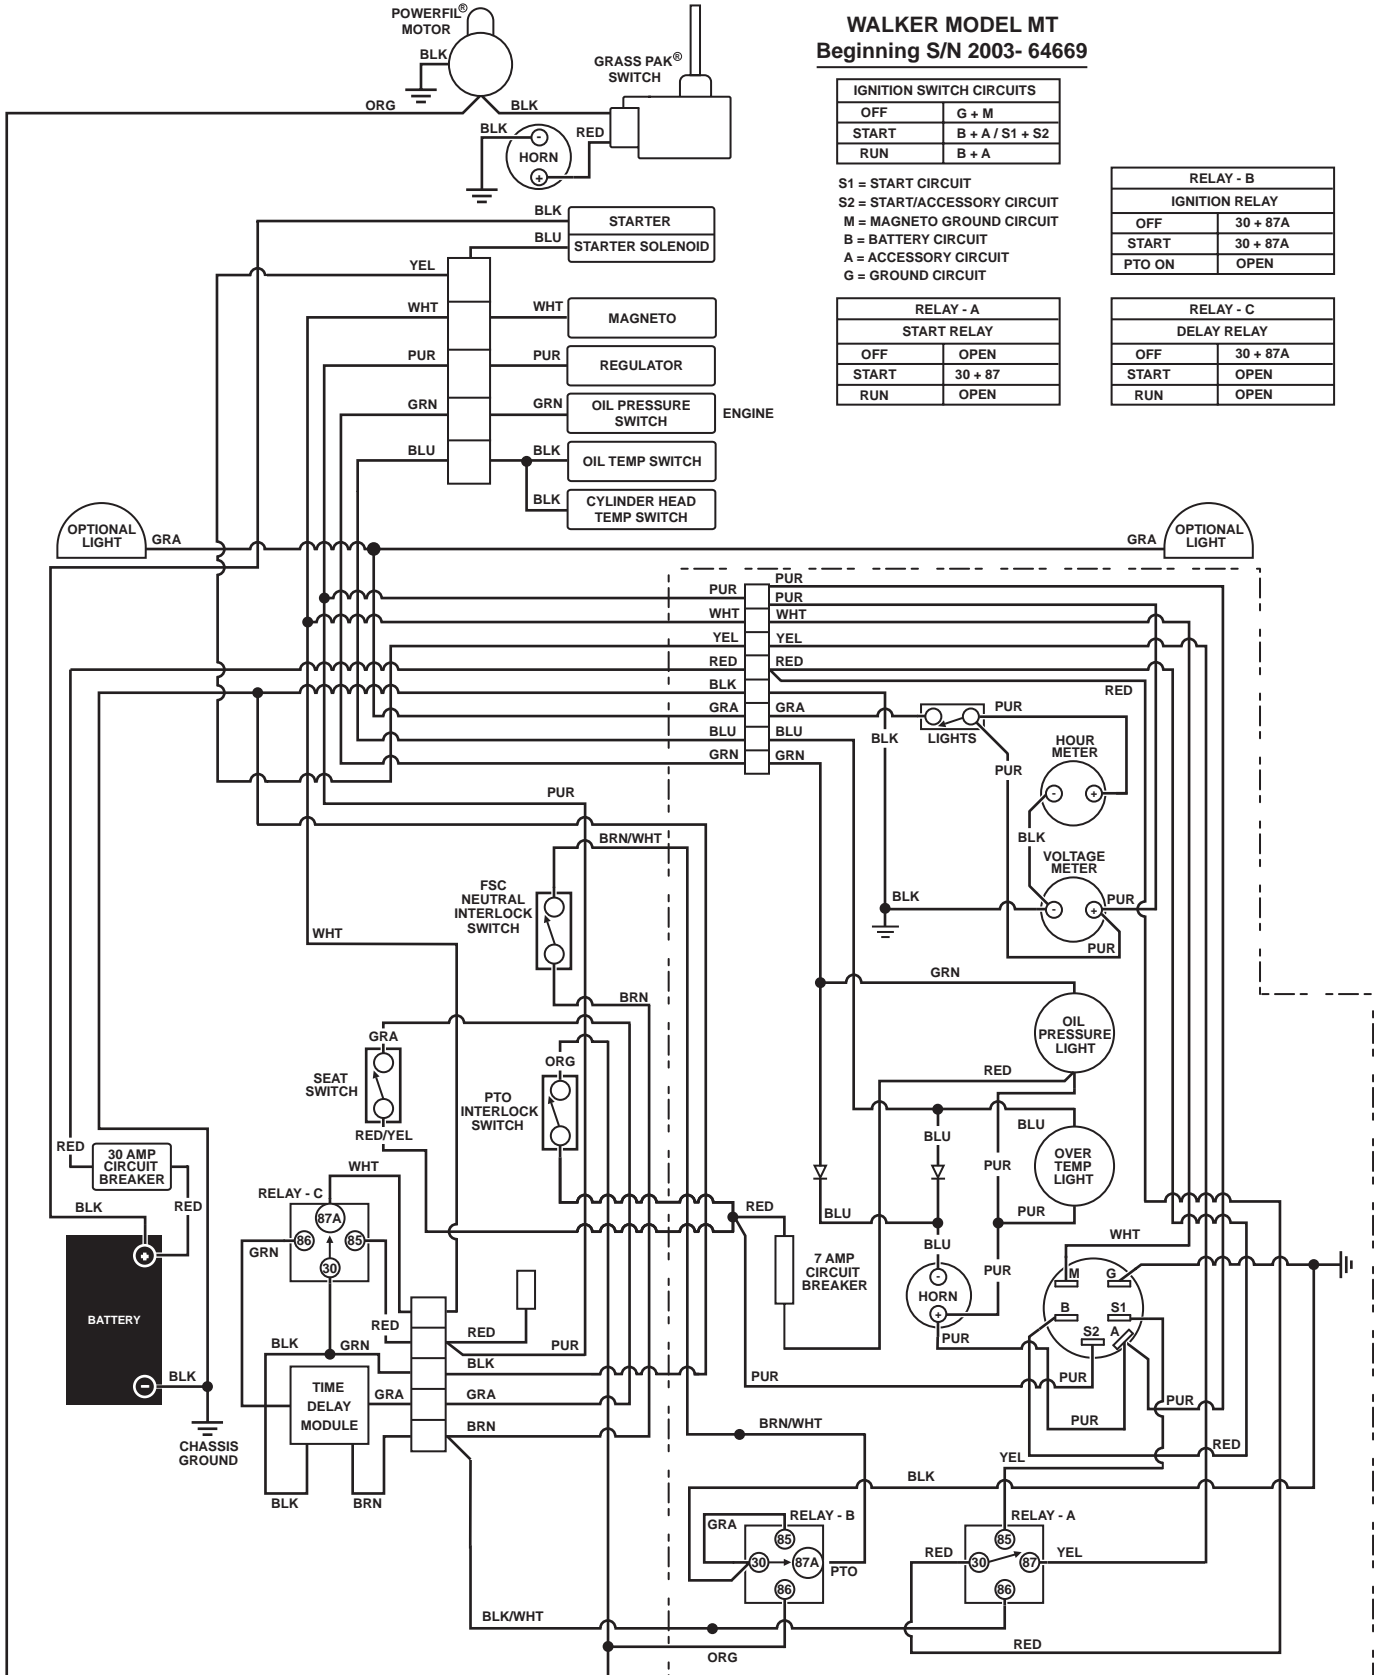 POWERFIL®
MOTOR
BLK
GRASS PAK®
SWITCH
WALKER MODEL MT
Beginning S/N 2003- 64669
ORG
BLK
BLK
RED
-
HORN
+
IGNITION SWITCH CIRCUITS
OFF G + M
START B + A / S1 + S2
RUN B + A
S1 = START CIRCUIT
S2 = START/ACCESSORY CIRCUIT
M = MAGNETO GROUND CIRCUIT
B = BATTERY CIRCUIT
A = ACCESSORY CIRCUIT
G = GROUND CIRCUIT
RELAY - B
IGNITION RELAY
OFF 30 + 87A
START 30 + 87A
PTO ON OPEN
RELAY - A
START RELAY
OFF OPEN
START 30 + 87
RUN OPEN
RELAY - C
DELAY RELAY
OFF 30 + 87A
START OPEN
RUN OPEN
BLK STARTER
BLU STARTER SOLENOID
YEL
WHT WHT MAGNETO
PUR PUR REGULATOR
GRN GRN OIL PRESSURE
SWITCH
ENGINE
BLU BLK OIL TEMP SWITCH
BLK CYLINDER HEAD
TEMP SWITCH
OPTIONAL
LIGHT
GRA
GRA
OPTIONAL
LIGHT
PUR PUR
PUR
WHT WHT
YEL YEL
RED RED
BLK
RED
GRA GRA
BLU BLU
GRN GRN
BLK
LIGHTS
PUR
PUR
HOUR
METER
- +
BLK
VOLTAGE
METER
- +
PUR
PUR
BLK
PUR
BRN/WHT
FSC
NEUTRAL
INTERLOCK
SWITCH
WHT
BRN
GRA
SEAT
SWITCH
RED/YEL
ORG
PTO
INTERLOCK
SWITCH
GRN
OIL
PRESSURE
LIGHT
RED
BLU
BLU
OVER
TEMP
LIGHT
PUR
PUR
RED
30 AMP
CIRCUIT
BREAKER
RED
BLK
+
BATTERY
-
BLK
CHASSIS
GROUND
WHT
RELAY - C
87A
86
85
30
GRN
RED
BLK
GRN
TIME
DELAY
MODULE
GRA
BLK
BRN
RED
PUR
BLK
GRA
BRN
RED
7 AMP
CIRCUIT
BREAKER
BLU
BLU
-
HORN
+
PUR
PUR
WHT
M G
B S1
S2 A
PUR
PUR
PUR
PUR
RED
YEL
BRN/WHT
BLK
RELAY - B
GRA
85
30
87A
86
PTO
RELAY - A
85
RED
30
87
YEL
86
BLK/WHT
ORG
RED